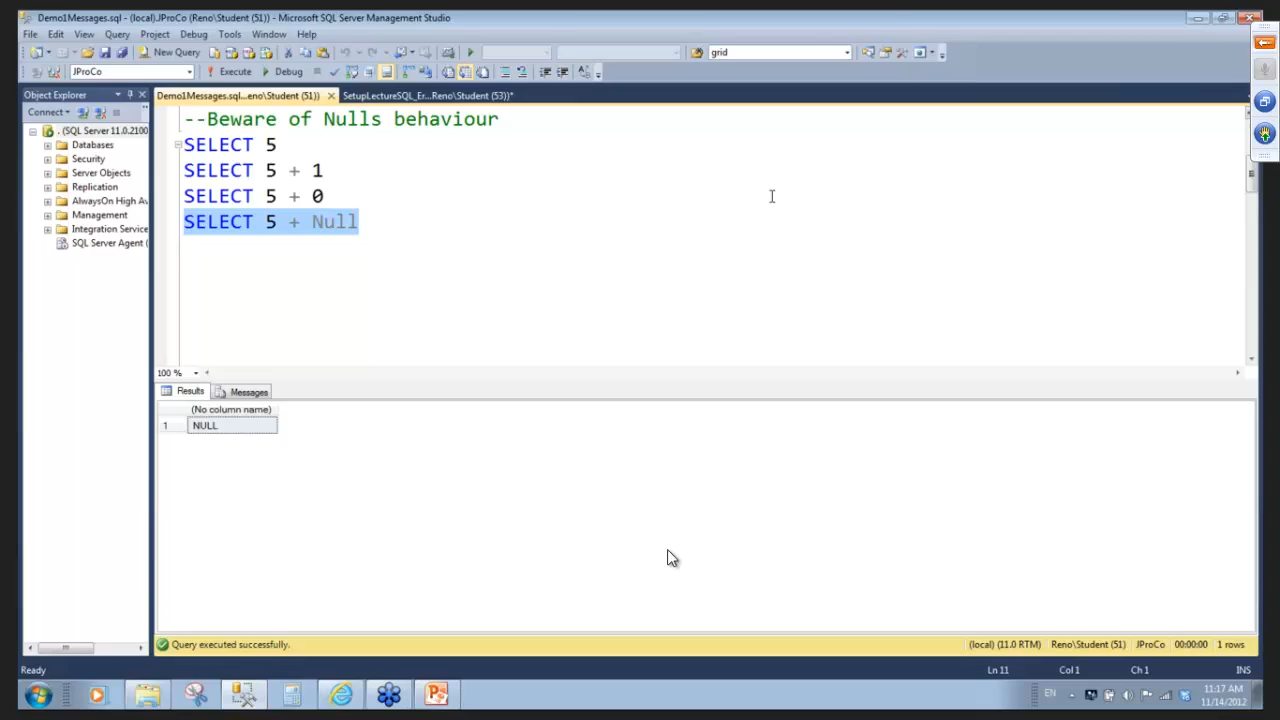 Demo1Messages.sql - (local).JProCo (Reno\Student (51)) - Microsoft SQL Server Management Studio
File Edit View Query Project Debug Tools Window Help
New Query grid
JProCo Execute Debug
Object Explorer
Demo1Messages.sql...eno\Student (51)) SetupLectureSQL_Er...Reno\Student (53))*
Connect
. (SQL Server 11.0.2100
Databases
Security
Server Objects
Replication
AlwaysOn High Av
Management
Integration Service
SQL Server Agent (
--Beware of Nulls behaviour
SELECT 5
SELECT 5 + 1
SELECT 5 + 0
SELECT 5 + Null
100 %
Results Messages
(No column name)
1 NULL
Query executed successfully. (local) (11.0 RTM) Reno\Student (51) JProCo 00:00:00 1 rows
Ready Ln 11 Col 1 Ch 1 INS
EN 11:17 AM
11/14/2012